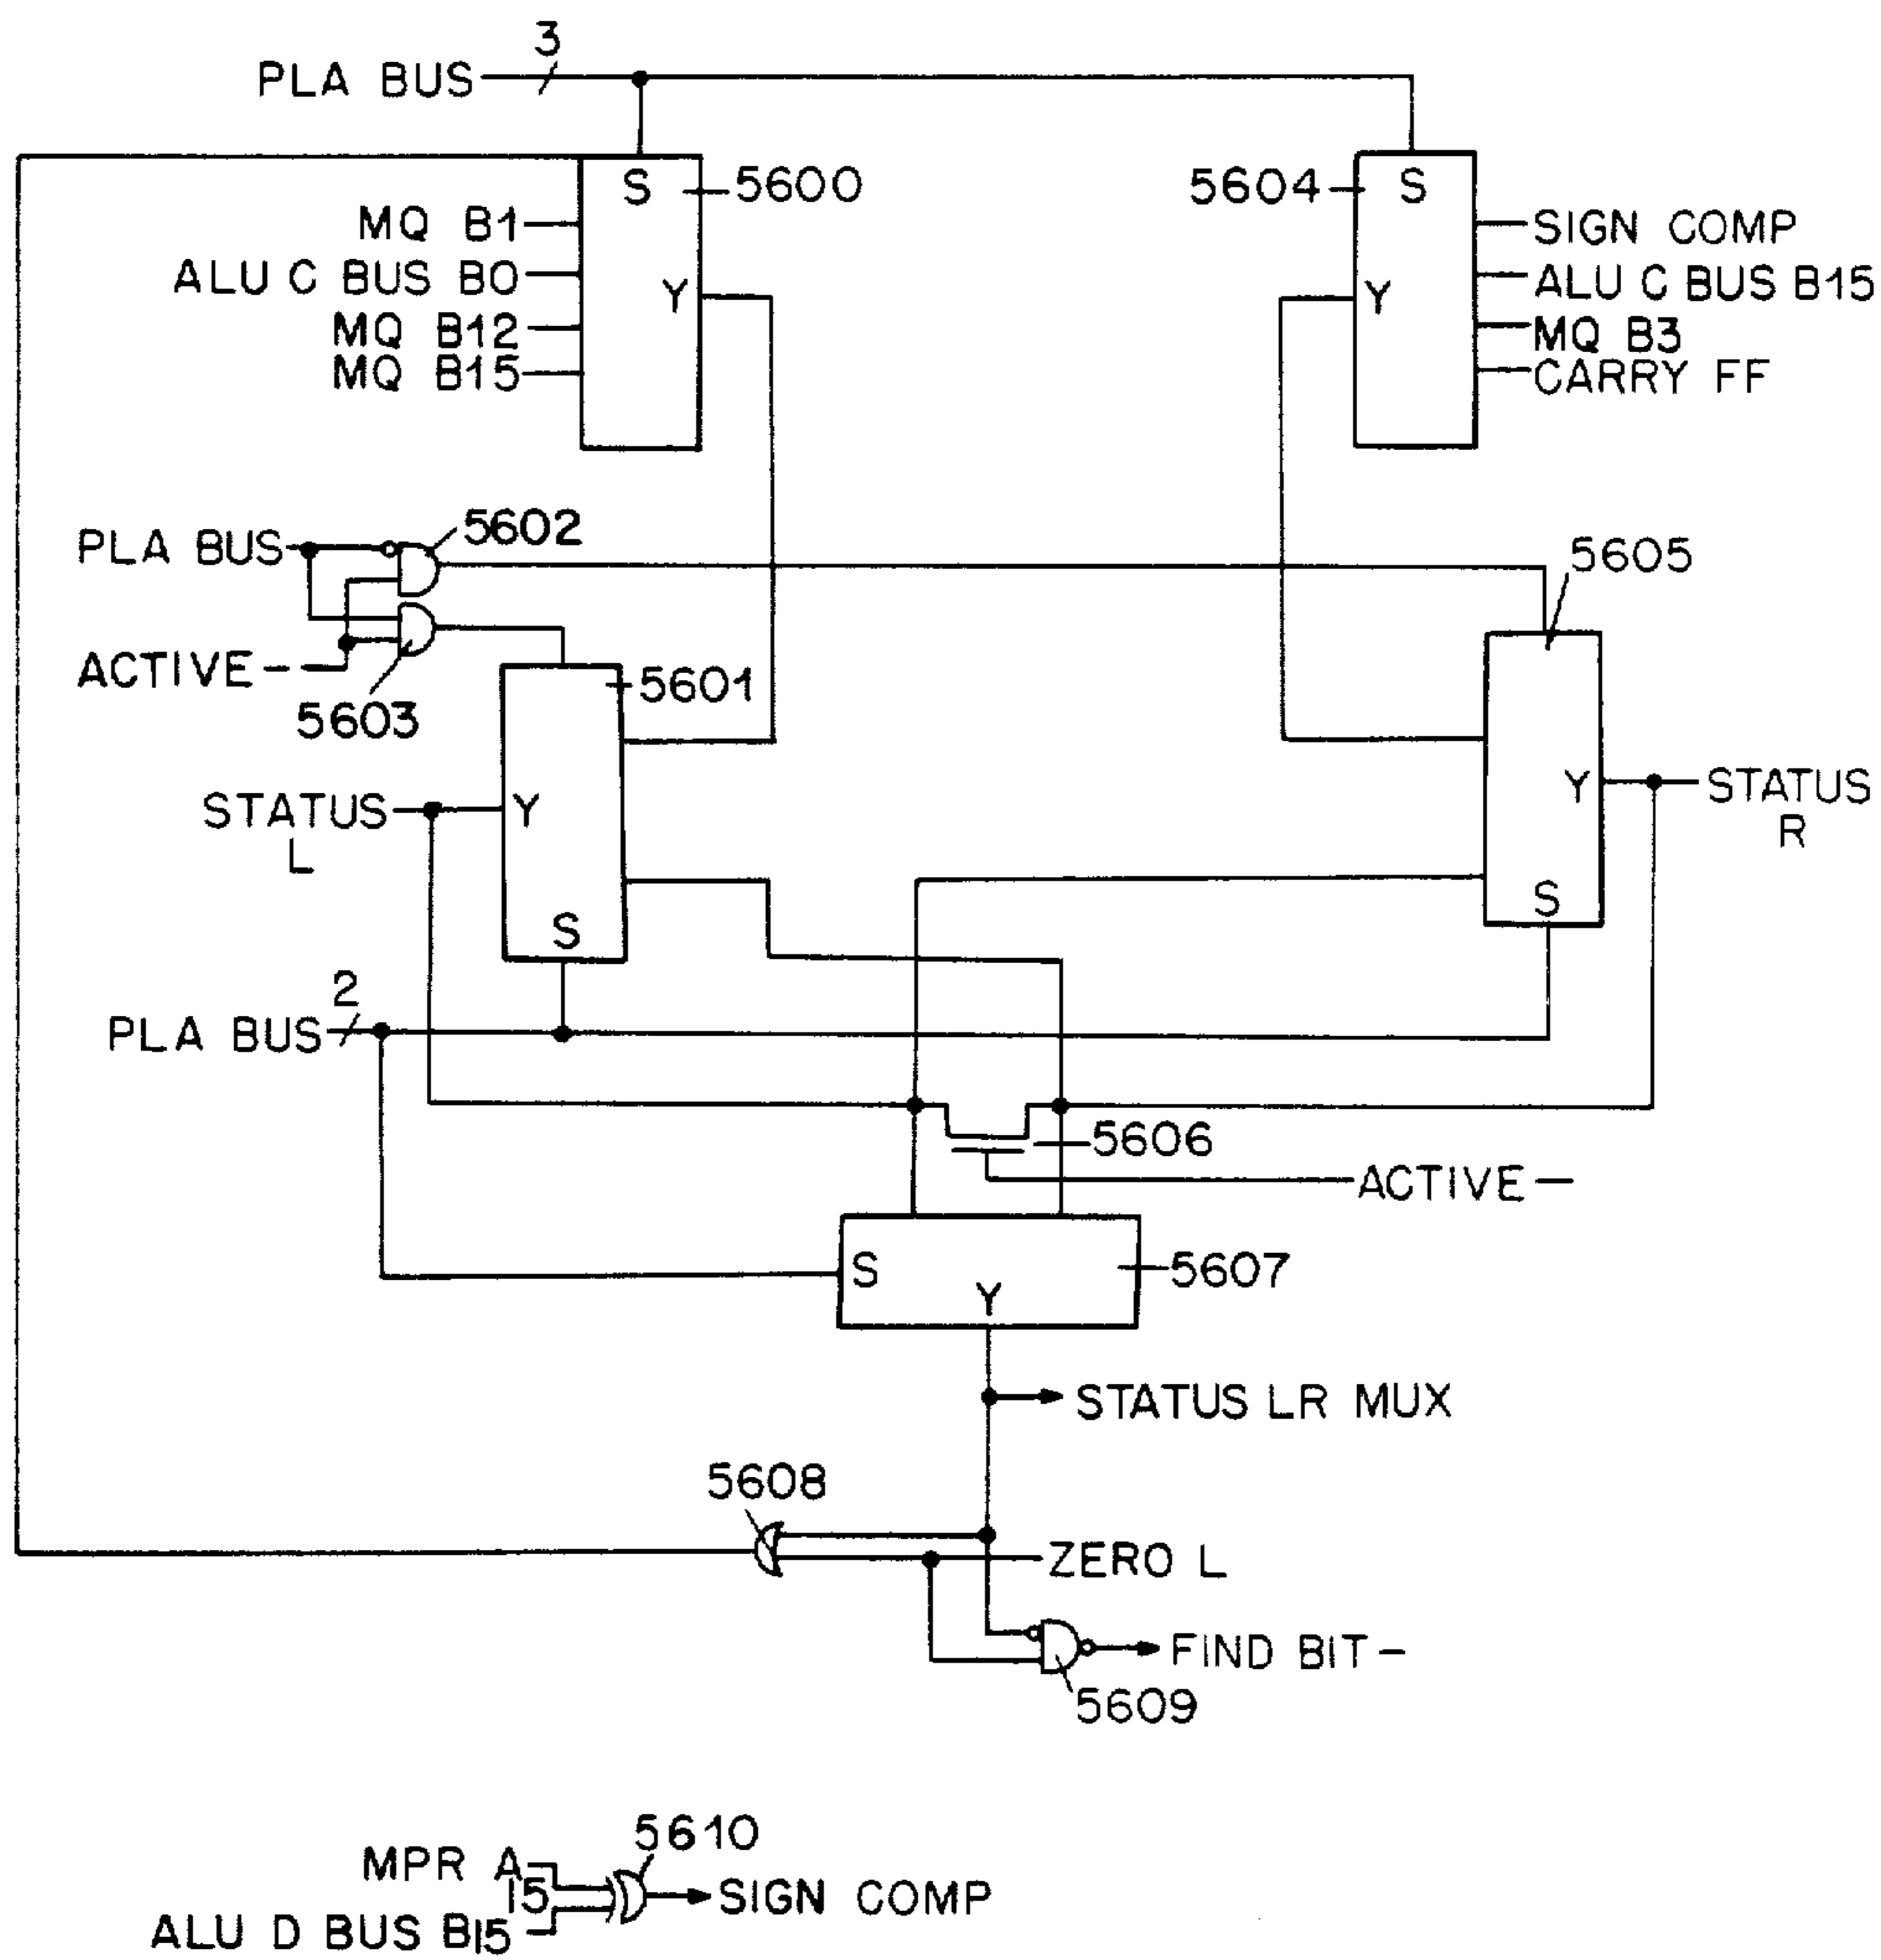 3
PLA BUS
S
5600
5604
S
MQ B1
SIGN COMP
ALU C BUS B0
ALU C BUS B15
Y
Y
MQ B12
MQ B3
MQ B15
CARRY FF
5602
PLA BUS
5605
ACTIVE -
5601
5603
STATUS
L
Y
Y
STATUS
R
S
S
2
PLA BUS
5606
ACTIVE -
S
5607
Y
STATUS LR MUX
5608
ZERO L
FIND BIT -
5609
5610
MPR A
15
SIGN COMP
ALU D BUS B15